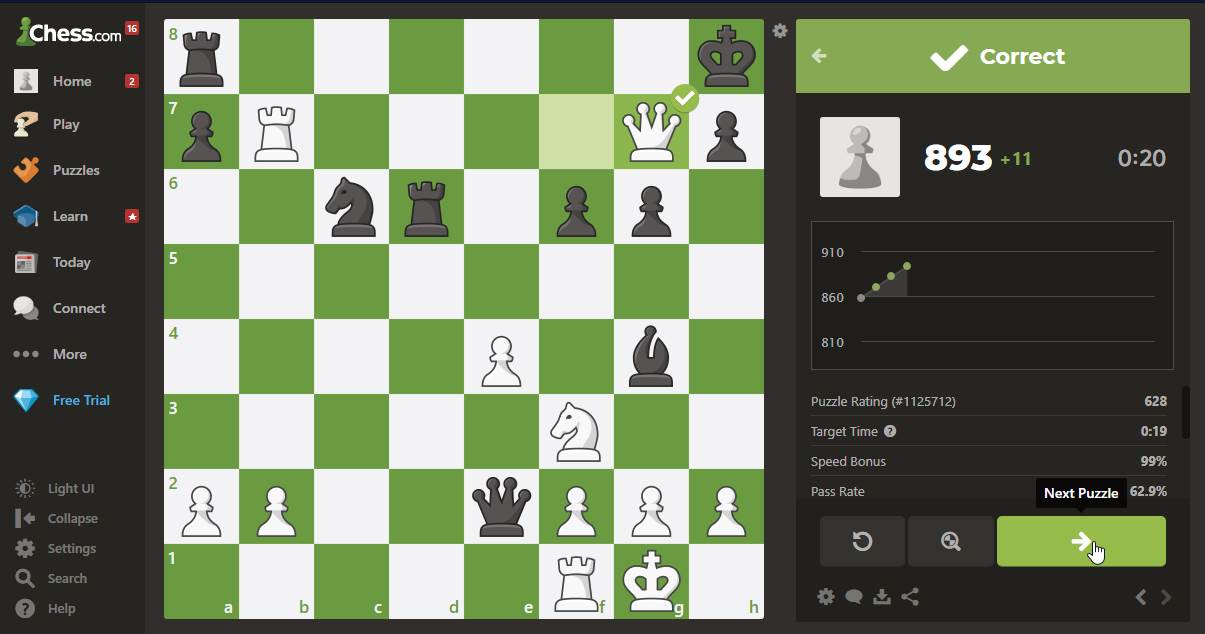 Chess.com 16
Home 2
Play
Puzzles
Learn
Today
Connect
More
Free Trial
Light UI
Collapse
Settings
Search
Help
8
7
6
5
4
3
2
1
a b c d e f g h
Correct
893 +11 0:20
910
860
810
Puzzle Rating (#1125712) 628
Target Time ? 0:19
Speed Bonus 99%
Pass Rate 62.9%
Next Puzzle